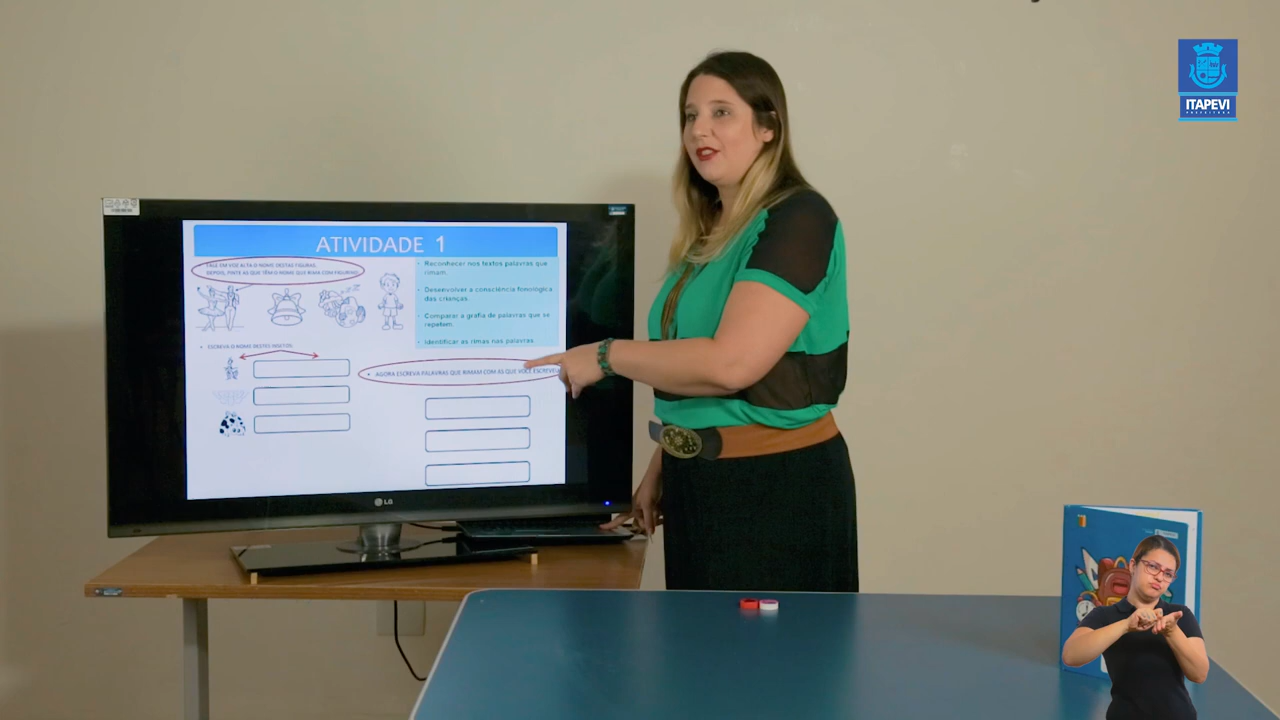 ITAPEVI
PREFEITURA
ATIVIDADE 1
FALE EM VOZ ALTA O NOME DESTAS FIGURAS.
DEPOIS, PINTE AS QUE TÊM O NOME QUE RIMA COM FIGURINO.
• Reconhecer nos textos palavras que
rimam.
• Desenvolver a consciência fonológica
das crianças.
• Comparar a grafia de palavras que se
repetem.
• Identificar as rimas nas palavras.
• ESCREVA O NOME DESTES INSETOS.
• AGORA ESCREVA PALAVRAS QUE RIMAM COM AS QUE VOCÊ ESCREVEU
LG